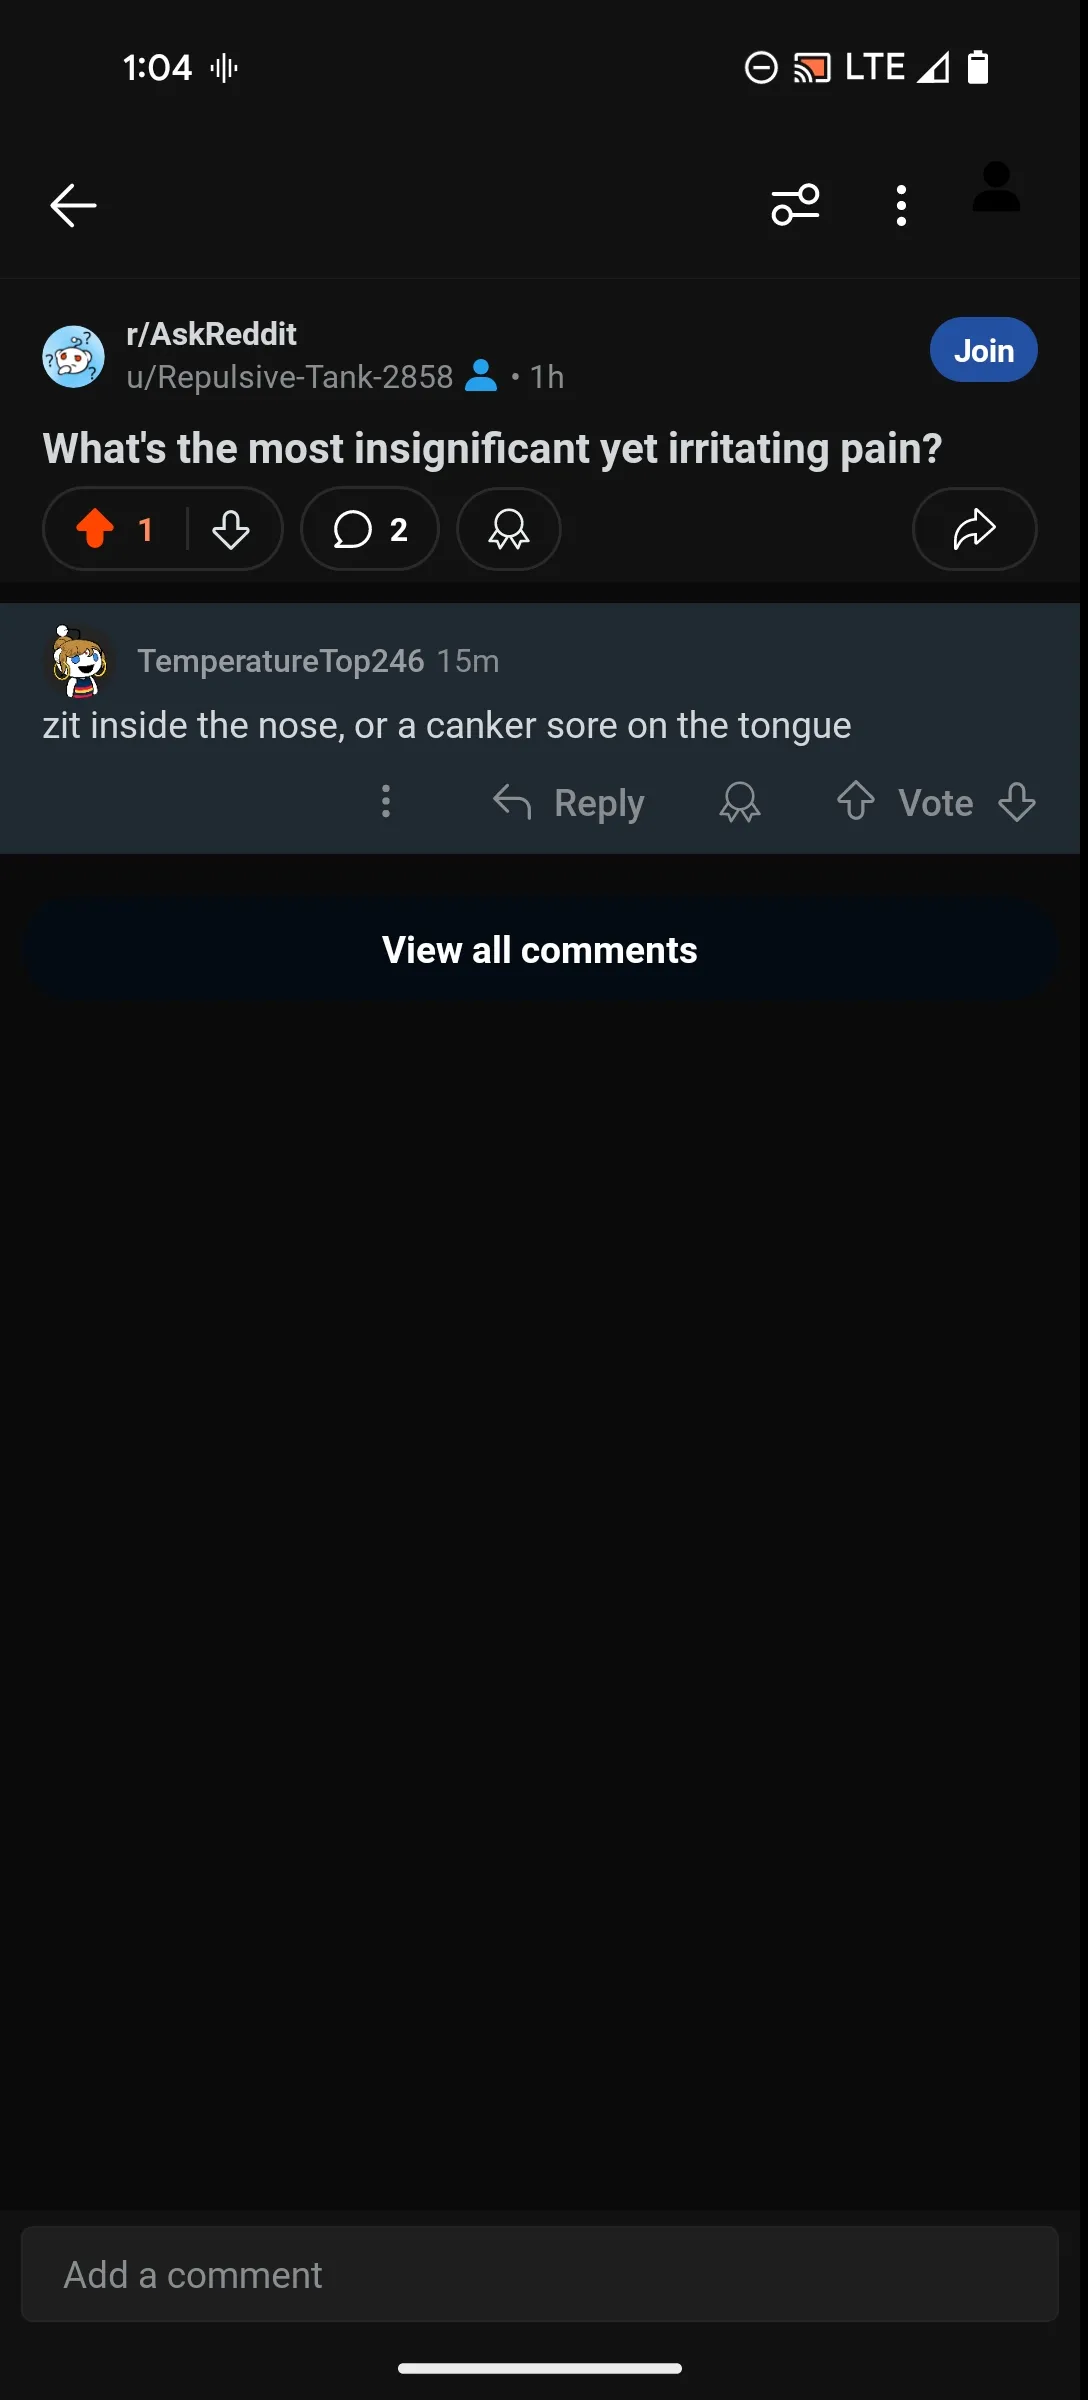 1:04 LTE
r/AskReddit
u/Repulsive-Tank-2858 • 1h
Join
What's the most insignificant yet irritating pain?
1 2
TemperatureTop246 15m
zit inside the nose, or a canker sore on the tongue
Reply Vote
View all comments
Add a comment